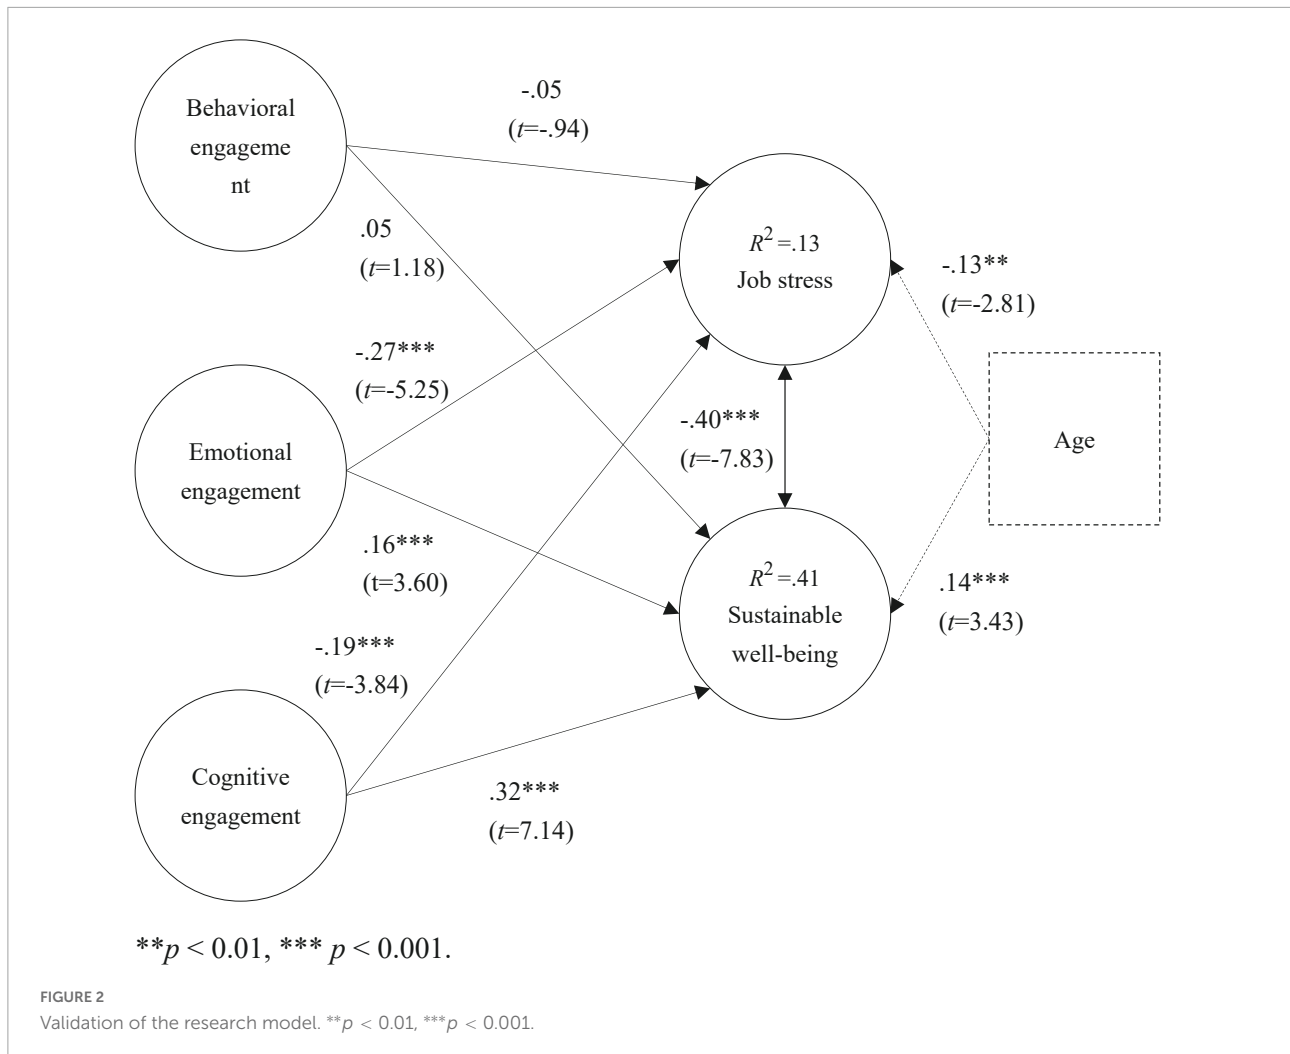 Behavioral
engageme
nt
-.05
(t=-.94)
.05
(t=1.18)
R2 =.13
Job stress
-.13**
(t=-2.81)
-.27***
(t=-5.25)
-.40***
(t=-7.83)
Age
Emotional
engagement
.16***
(t=3.60)
R2 =.41
Sustainable
well-being
.14***
(t=3.43)
-.19***
(t=-3.84)
Cognitive
engagement
.32***
(t=7.14)
**p < 0.01, *** p < 0.001.
FIGURE 2
Validation of the research model. **p < 0.01, ***p < 0.001.